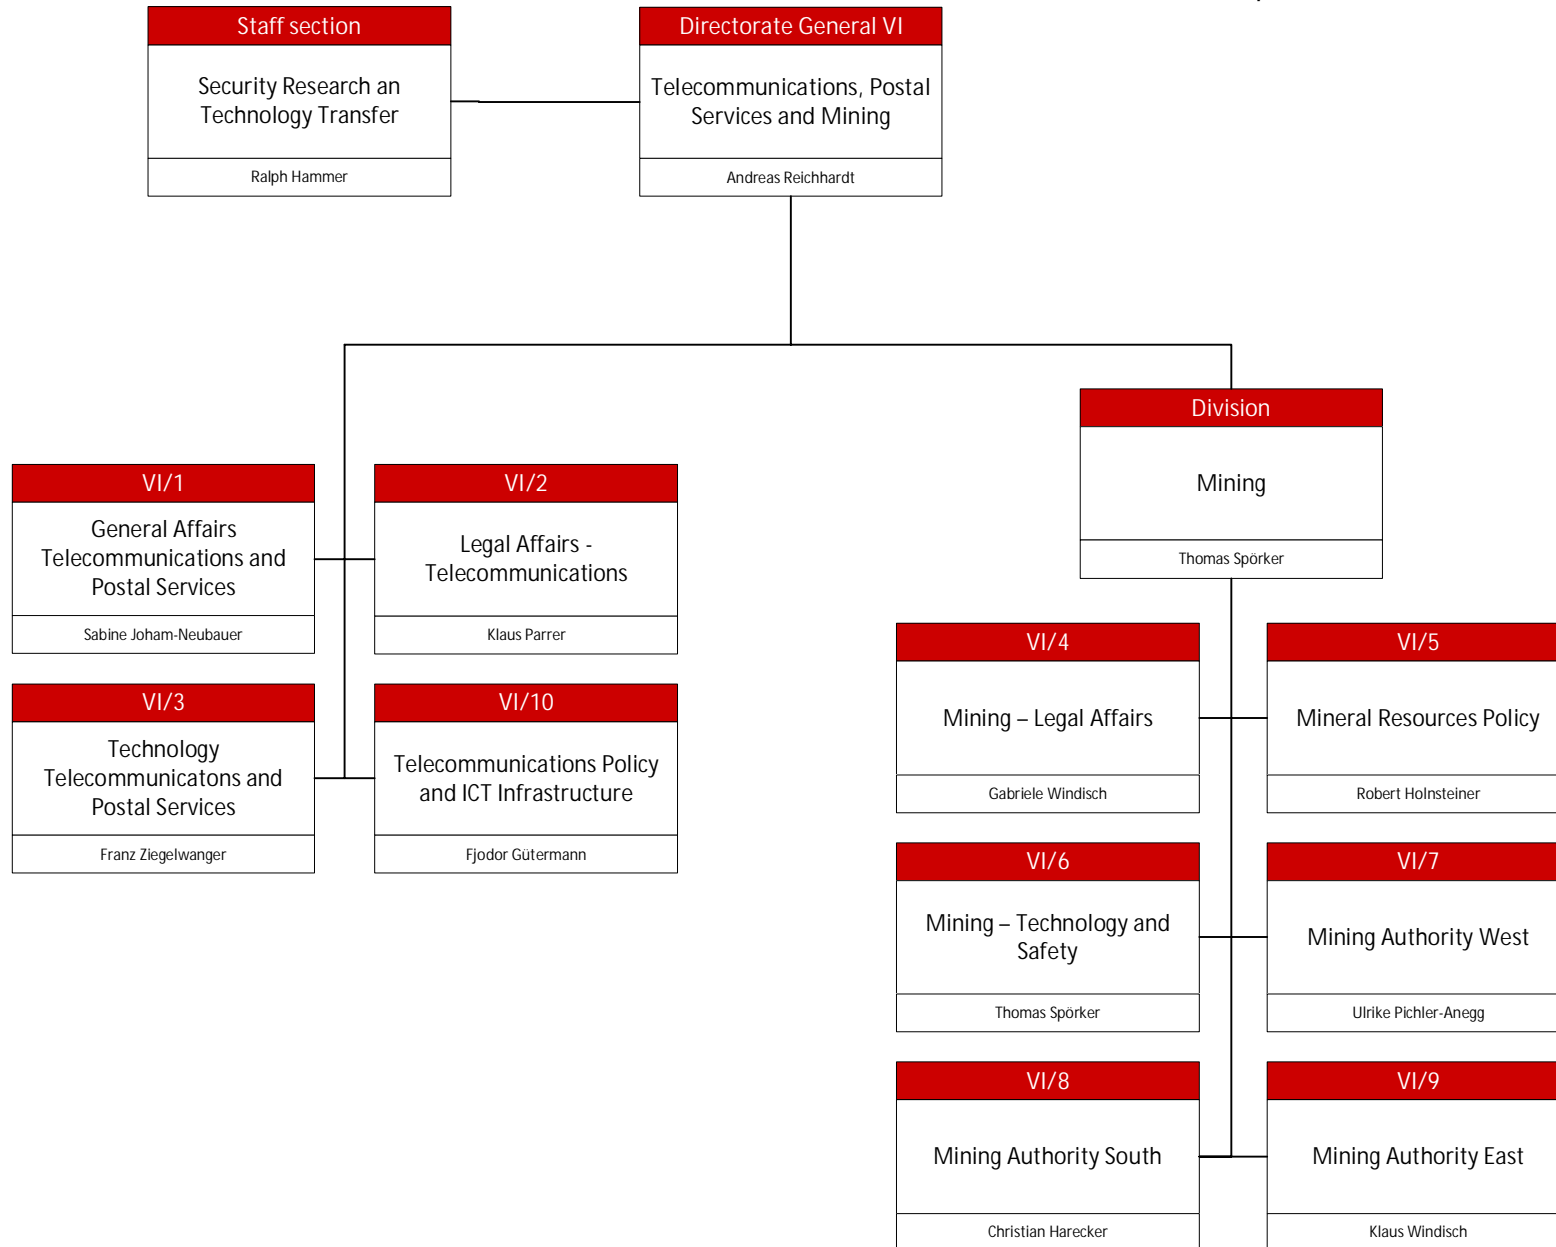 Staff section
Security Research an
Technology Transfer
Ralph Hammer
Directorate General VI
Telecommunications, Postal
Services and Mining
Andreas Reichhardt
Division
Mining
Thomas Spörker
VI/1
General Affairs
Telecommunications and
Postal Services
Sabine Joham-Neubauer
VI/2
Legal Affairs -
Telecommunications
Klaus Parrer
VI/3
Technology
Telecommunicatons and
Postal Services
Franz Ziegelwanger
VI/10
Telecommunications Policy
and ICT Infrastructure
Fjodor Gütermann
VI/4
Mining – Legal Affairs
Gabriele Windisch
VI/5
Mineral Resources Policy
Robert Holnsteiner
VI/6
Mining – Technology and
Safety
Thomas Spörker
VI/7
Mining Authority West
Ulrike Pichler-Anegg
VI/8
Mining Authority South
Christian Harecker
VI/9
Mining Authority East
Klaus Windisch